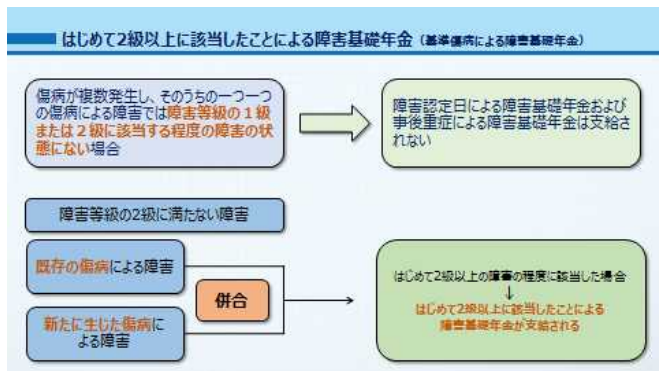 はじめて2級以上に該当したことによる障害基礎年金（基準傷病による障害基礎年金）
傷病が複数発生し、そのうちの一つ一つ
の傷病による障害では障害等級の１級
または２級に該当する程度の障害の状
態にない場合
障害認定日による障害基礎年金および
事後重症による障害基礎年金は支給さ
れない
障害等級の2級に満たない障害
既存の傷病による障害
併合
新たに生じた傷病に
よる障害
はじめて2級以上の障害の程度に該当した場合
↓
はじめて2級以上に該当したことによる
障害基礎年金が支給される